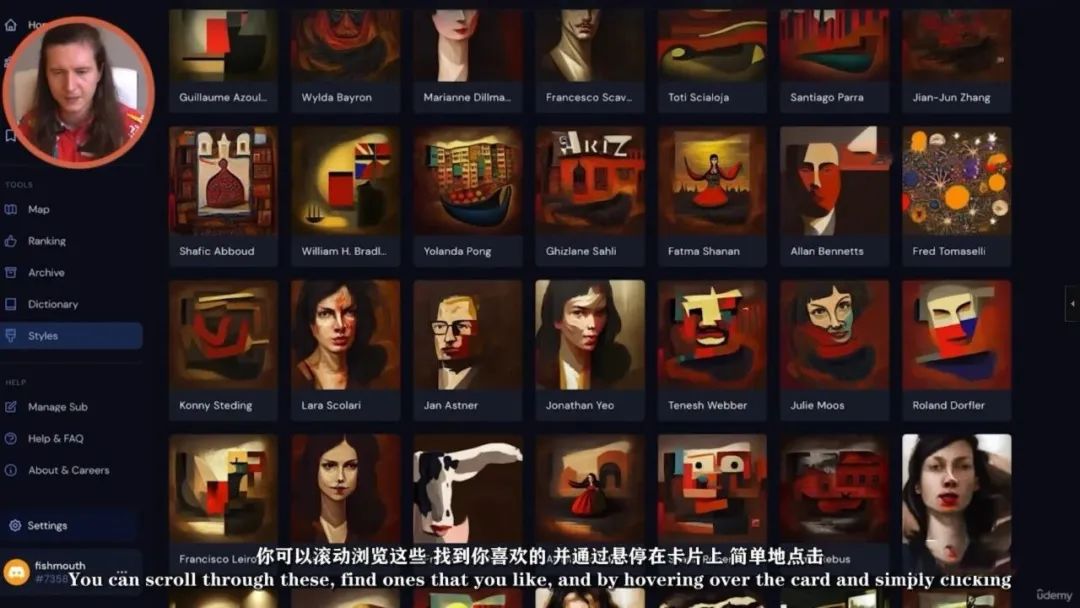 TOOLS
Map
Ranking
Archive
Dictionary
Styles
HELP
Manage Sub
Help & FAQ
About & Careers
Settings
fishmouth
#7358
Guillaume Azoul...
Wylda Bayron
Marianne Dillma...
Francesco Scav...
Toti Scialoja
Santiago Parra
Jian-Jun Zhang
Shafic Abboud
William H. Bradl...
Yolanda Pong
Ghizlane Sahli
Fatma Shanan
Allan Bennetts
Fred Tomaselli
Konny Steding
Lara Scolari
Jan Astner
Jonathan Yeo
Tenesh Webber
Julie Moos
Roland Dorfler
Francisco
你可以滚动浏览这些 找到你喜欢的 并通过悬停在卡片上 简单地点击
You can scroll through these, find ones that you like, and by hovering over the card and simply clicking
ûdemy